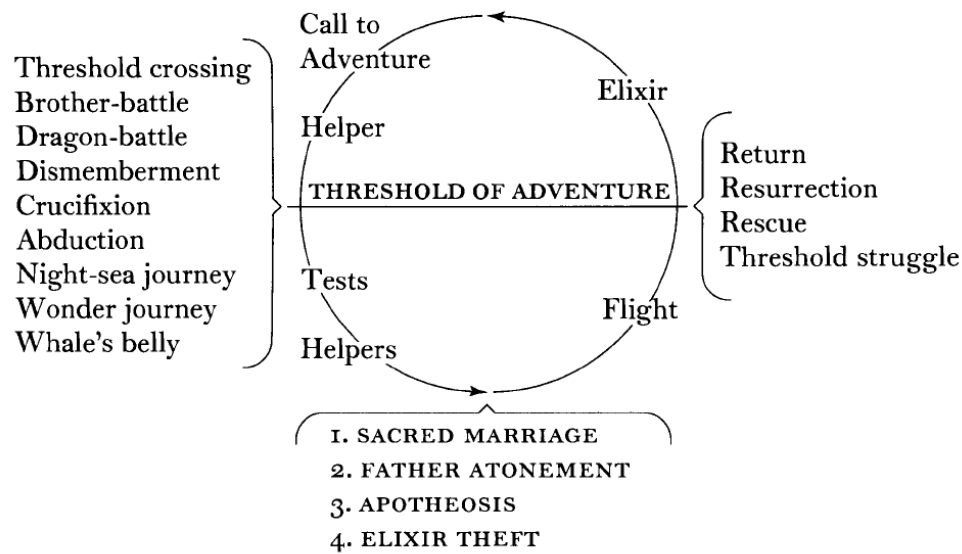 Call to
Adventure
Helper
Threshold crossing
Brother-battle
Dragon-battle
Dismemberment
Crucifixion
Abduction
Night-sea journey
Wonder journey
Whale's belly
THRESHOLD OF ADVENTURE
Tests
Helpers
1. SACRED MARRIAGE
2. FATHER ATONEMENT
3. APOTHEOSIS
4. ELIXIR THEFT
Flight
Return
Resurrection
Rescue
Threshold struggle
Elixir